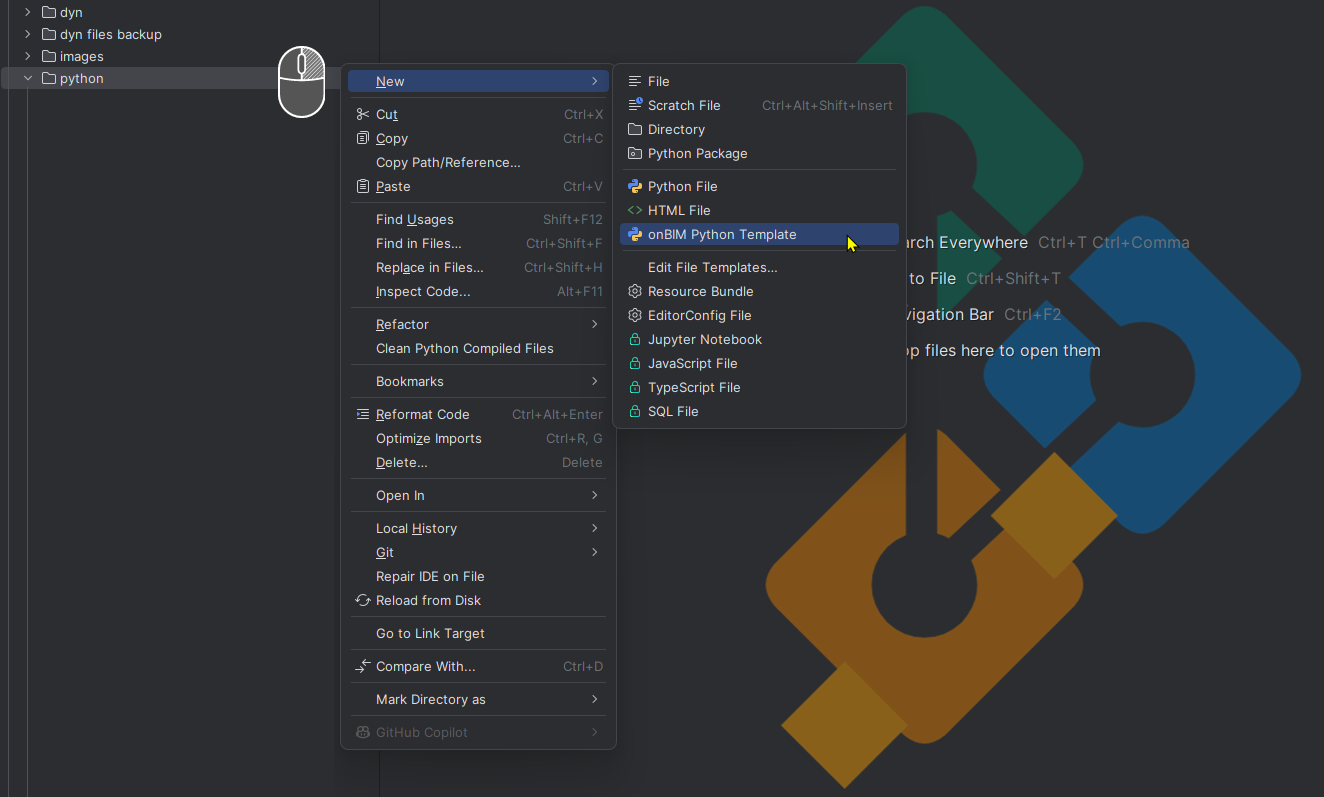 dyn
dyn files backup
images
python
New
Cut Ctrl+X
Copy Ctrl+C
Copy Path/Reference...
Paste Ctrl+V
Find Usages Shift+F12
Find in Files... Ctrl+Shift+F
Replace in Files... Ctrl+Shift+H
Inspect Code... Alt+F11
Refactor
Clean Python Compiled Files
Bookmarks
Reformat Code Ctrl+Alt+Enter
Optimize Imports Ctrl+R, G
Delete... Delete
Open In
Local History
Git
Repair IDE on File
Reload from Disk
Go to Link Target
Compare With... Ctrl+D
Mark Directory as
GitHub Copilot
File
Scratch File Ctrl+Alt+Shift+Insert
Directory
Python Package
Python File
HTML File
onBIM Python Template
Edit File Templates...
Resource Bundle
EditorConfig File
Jupyter Notebook
JavaScript File
TypeScript File
SQL File
arch Everywhere Ctrl+T Ctrl+Comma
to File Ctrl+Shift+T
vigation Bar Ctrl+F2
op files here to open them